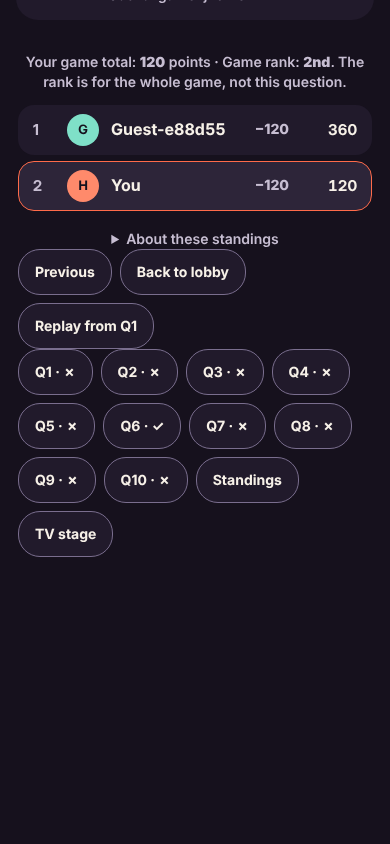 Your game total: 120 points · Game rank: 2nd. The
rank is for the whole game, not this question.
1 G Guest-e88d55 −120 360
2 H You −120 120
▶ About these standings
Previous Back to lobby
Replay from Q1
Q1 · × Q2 · × Q3 · × Q4 · ×
Q5 · × Q6 · ✓ Q7 · × Q8 · ×
Q9 · × Q10 · × Standings
TV stage